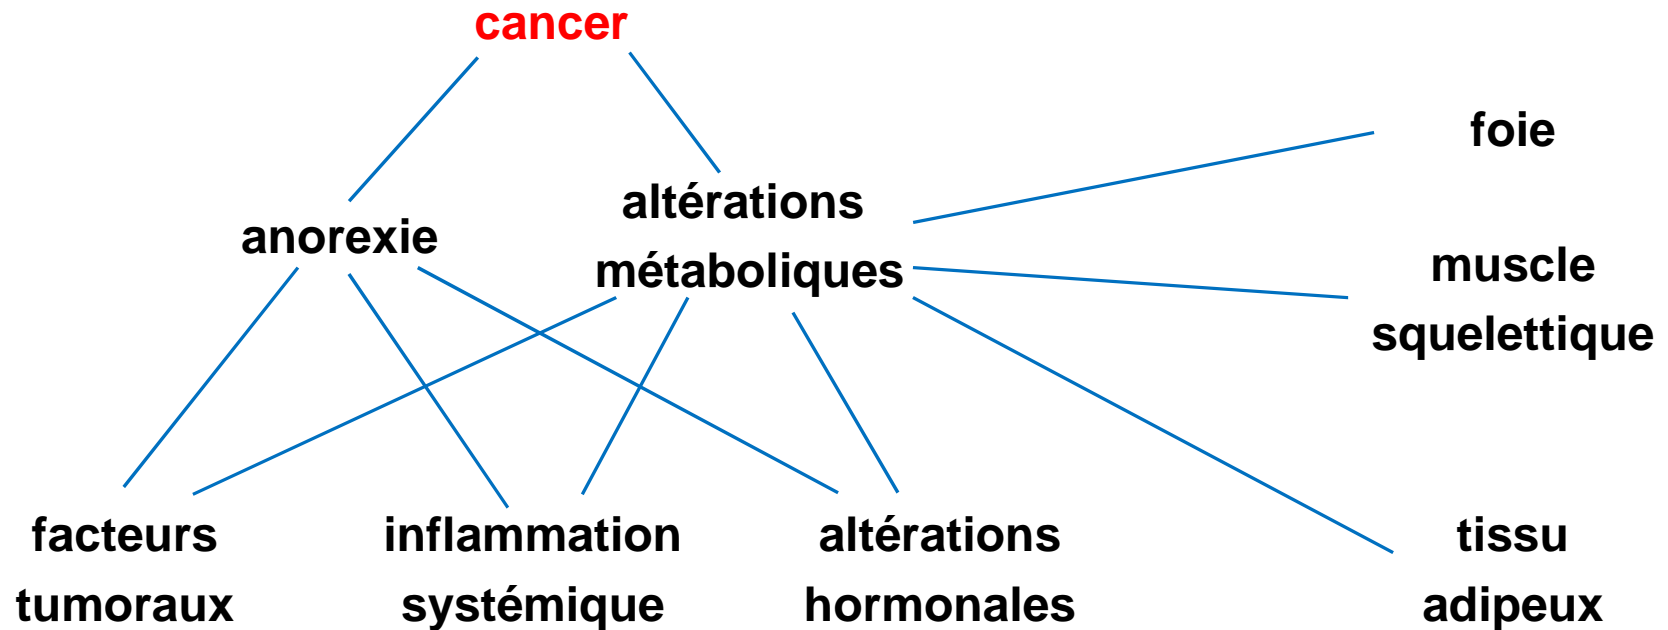 cancer
foie
altérations
métaboliques
anorexie
muscle
squelettique
facteurs
tumoraux
inflammation
systémique
altérations
hormonales
tissu
adipeux